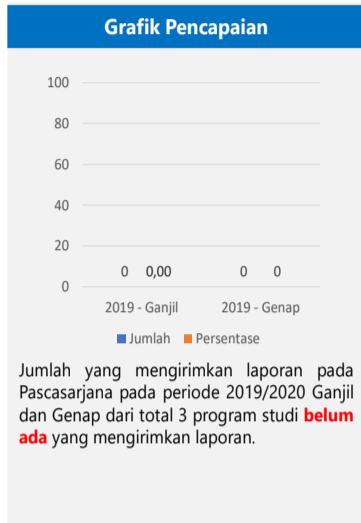 Grafik Pencapaian
100
80
60
40
20
0
0 0,00 0 0
2019 - Ganjil 2019 - Genap
Jumlah Persentase
Jumlah yang mengirimkan laporan pada
Pascasarjana pada periode 2019/2020 Ganjil
dan Genap dari total 3 program studi belum
ada yang mengirimkan laporan.